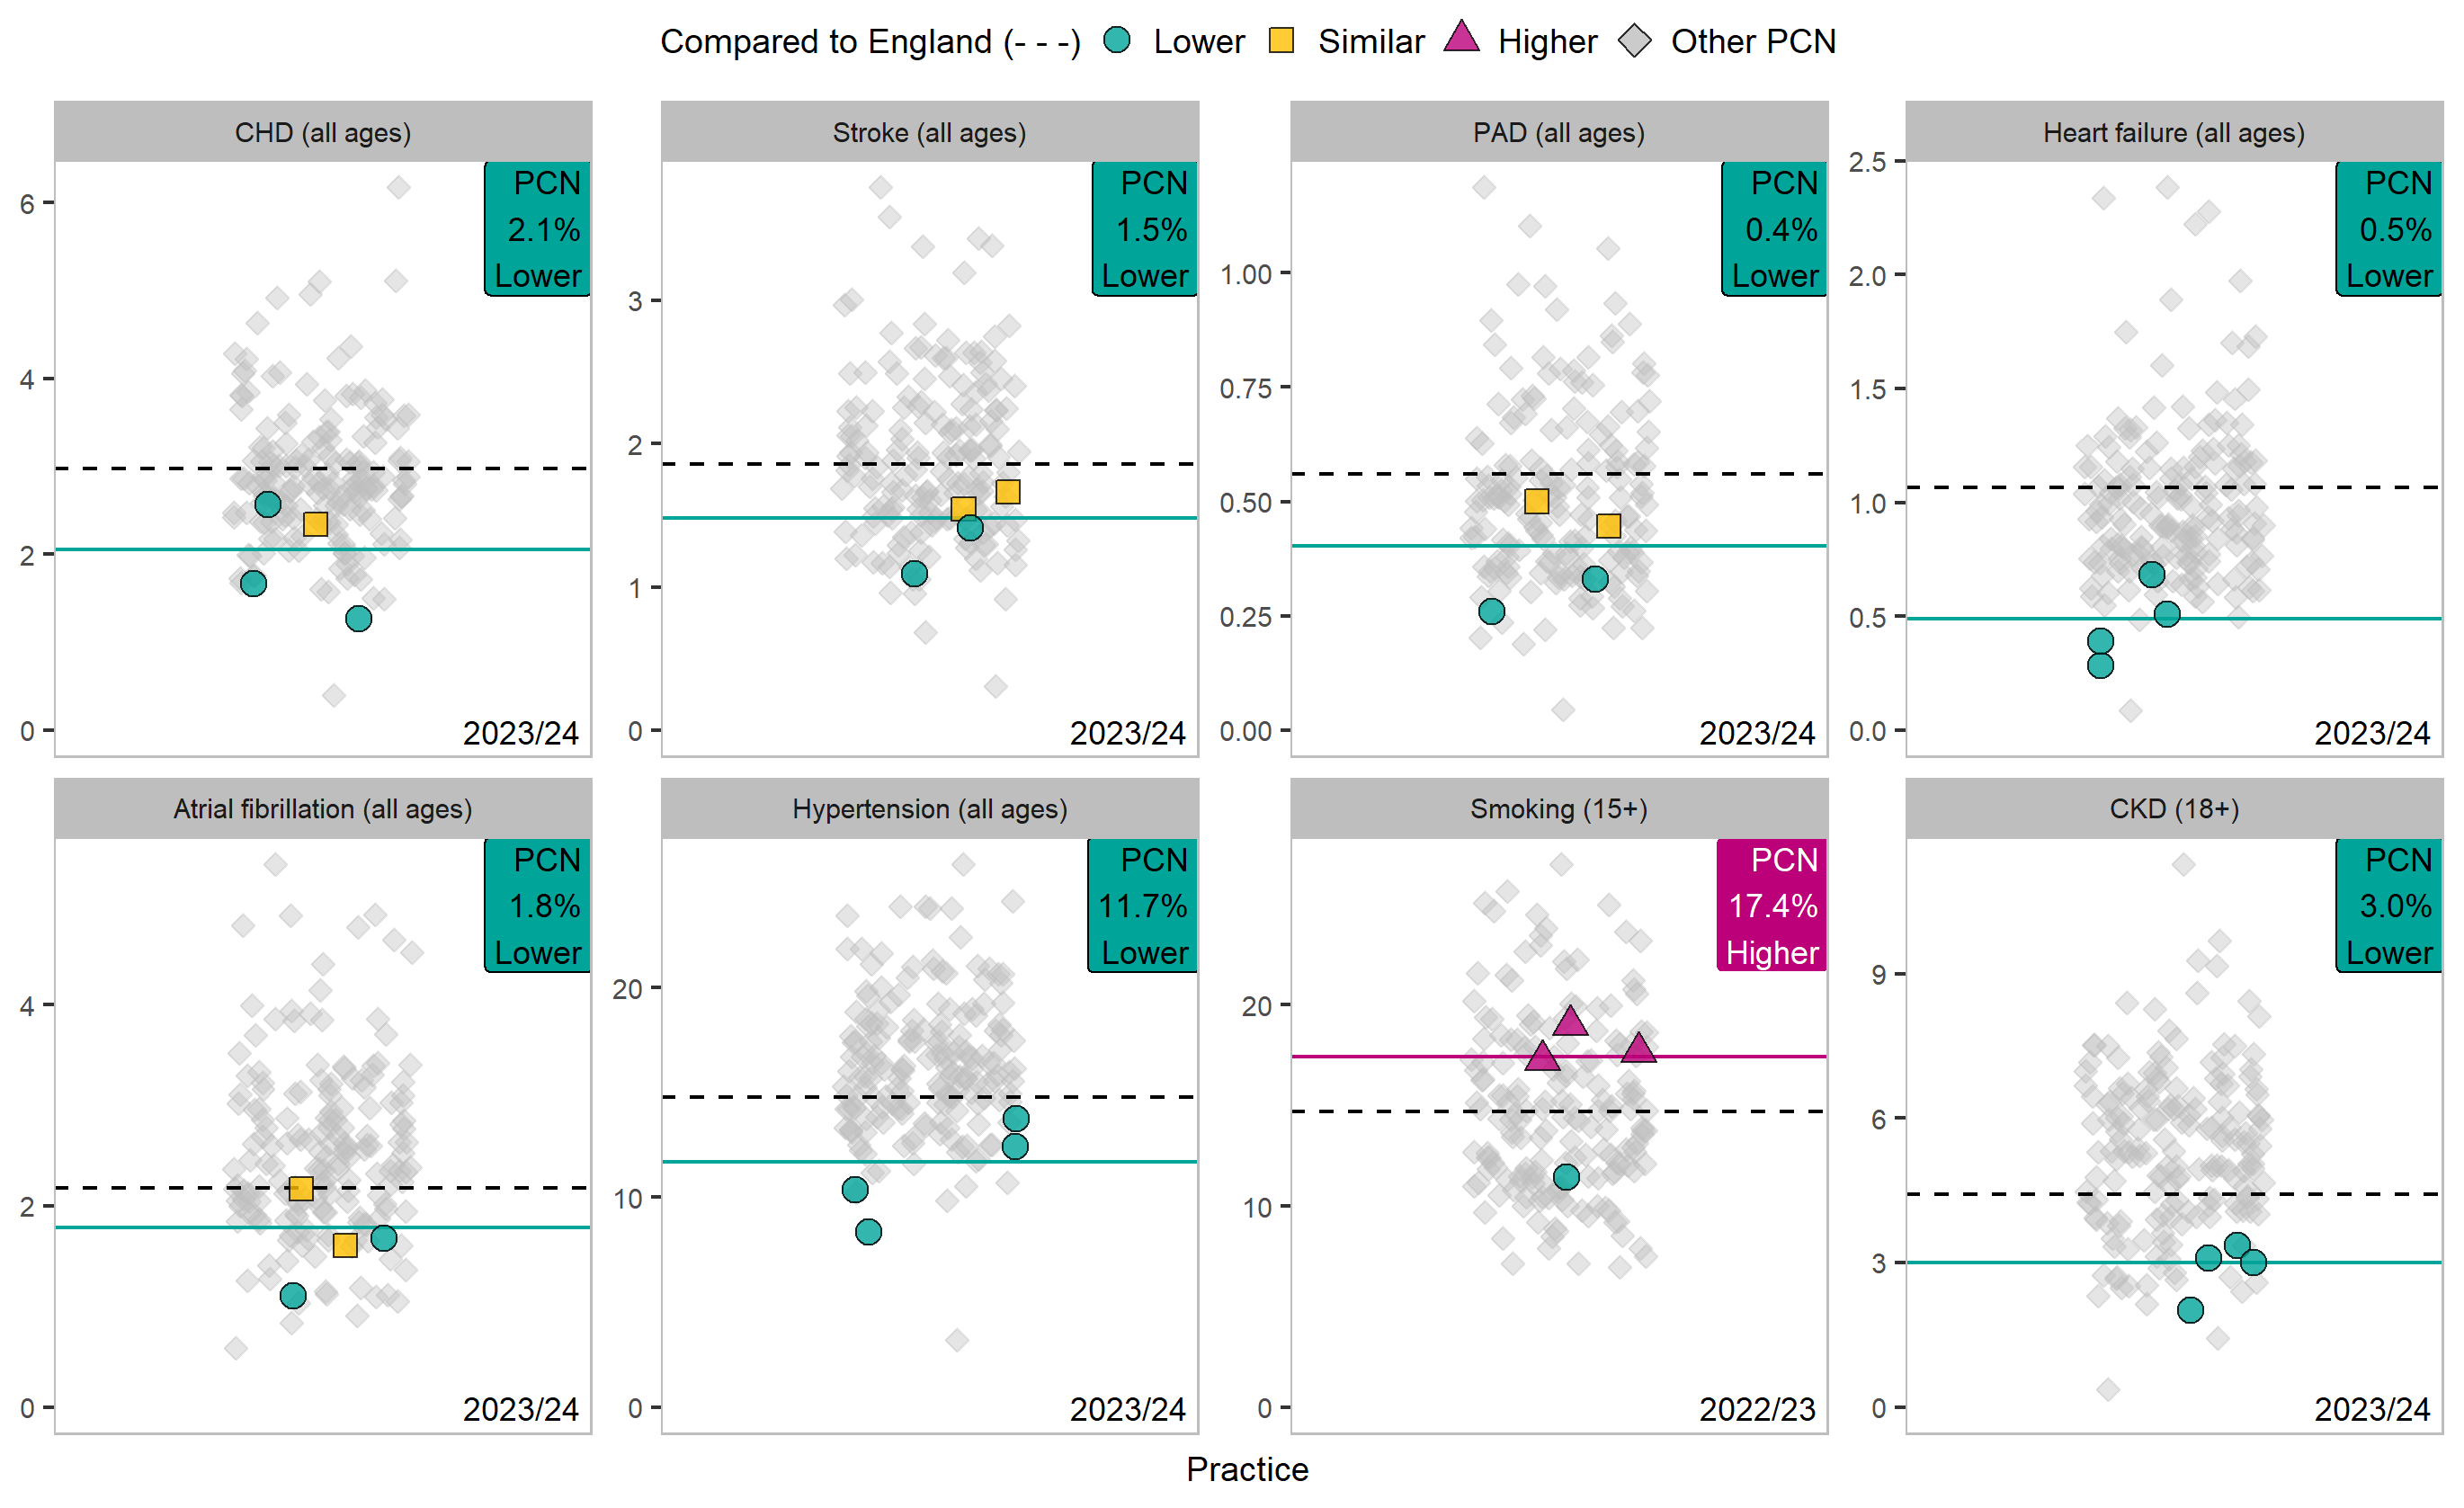 Compared to England (- - -) Lower Similar Higher Other PCN
CHD (all ages)
PCN
2.1%
Lower
6
4
2
0
2023/24
Stroke (all ages)
PCN
1.5%
Lower
3
2
1
0
2023/24
PAD (all ages)
PCN
0.4%
Lower
1.00
0.75
0.50
0.25
0.00
2023/24
Heart failure (all ages)
PCN
0.5%
Lower
2.5
2.0
1.5
1.0
0.5
0.0
2023/24
Atrial fibrillation (all ages)
PCN
1.8%
Lower
4
2
0
2023/24
Hypertension (all ages)
PCN
11.7%
Lower
20
10
0
2023/24
Smoking (15+)
PCN
17.4%
Higher
20
10
0
2022/23
CKD (18+)
PCN
3.0%
Lower
9
6
3
0
2023/24
Practice